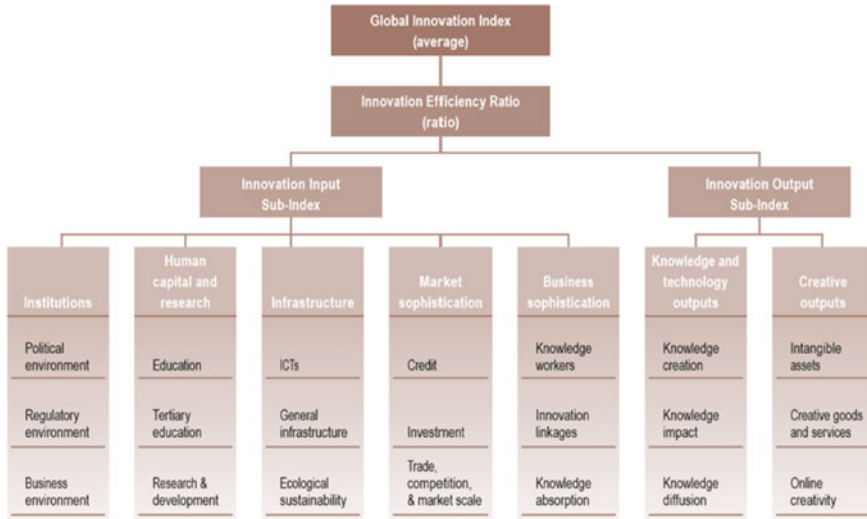 Global Innovation Index
(average)
Innovation Efficiency Ratio
(ratio)
Innovation Input
Sub-Index
Innovation Output
Sub-Index
Institutions
Political
environment
Regulatory
environment
Business
environment
Human
capital and
research
Education
Tertiary
education
Research &
development
Infrastructure
ICTs
General
infrastructure
Ecological
sustainability
Market
sophistication
Credit
Investment
Trade,
competition,
& market scale
Business
sophistication
Knowledge
workers
Innovation
linkages
Knowledge
absorption
Knowledge and
technology
outputs
Knowledge
creation
Knowledge
impact
Knowledge
diffusion
Creative
outputs
Intangible
assets
Creative goods
and services
Online
creativity